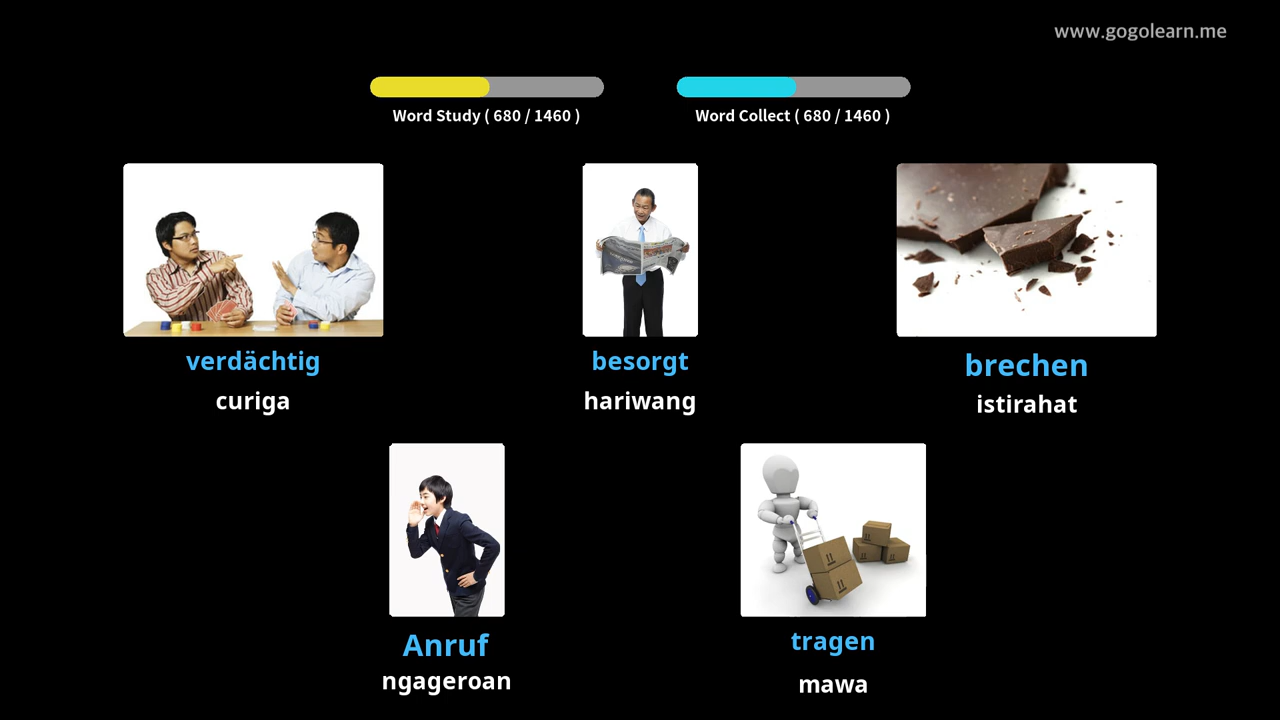 www.gogolearn.me
Word Study ( 680 / 1460 )
Word Collect ( 680 / 1460 )
verdächtig
curiga
besorgt
hariwang
brechen
istirahat
Anruf
ngageroan
tragen
mawa